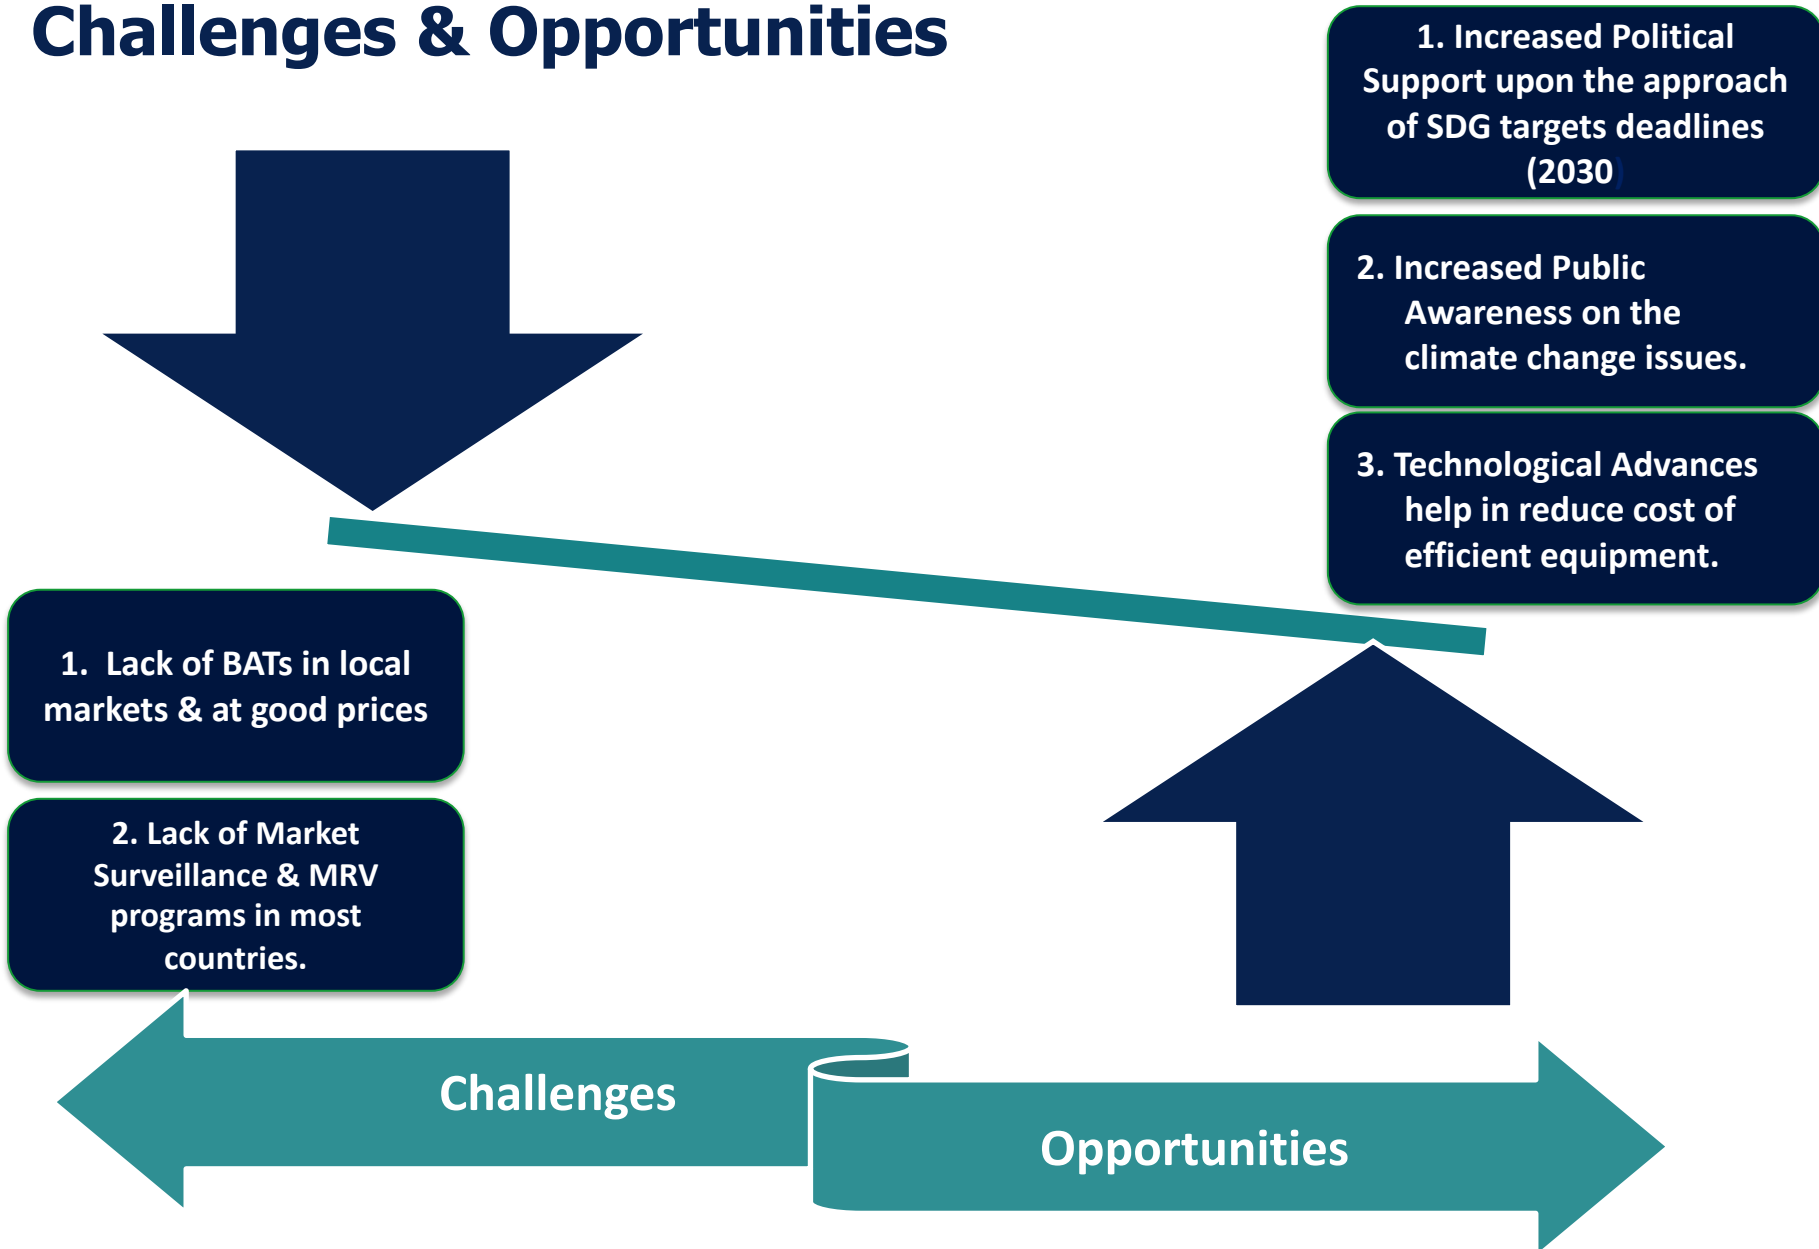 Challenges & Opportunities
1. Increased Political
Support upon the approach
of SDG targets deadlines
(2030)
2. Increased Public
Awareness on the
climate change issues.
3. Technological Advances
help in reduce cost of
efficient equipment.
1. Lack of BATs in local
markets & at good prices
2. Lack of Market
Surveillance & MRV
programs in most
countries.
Challenges
Opportunities